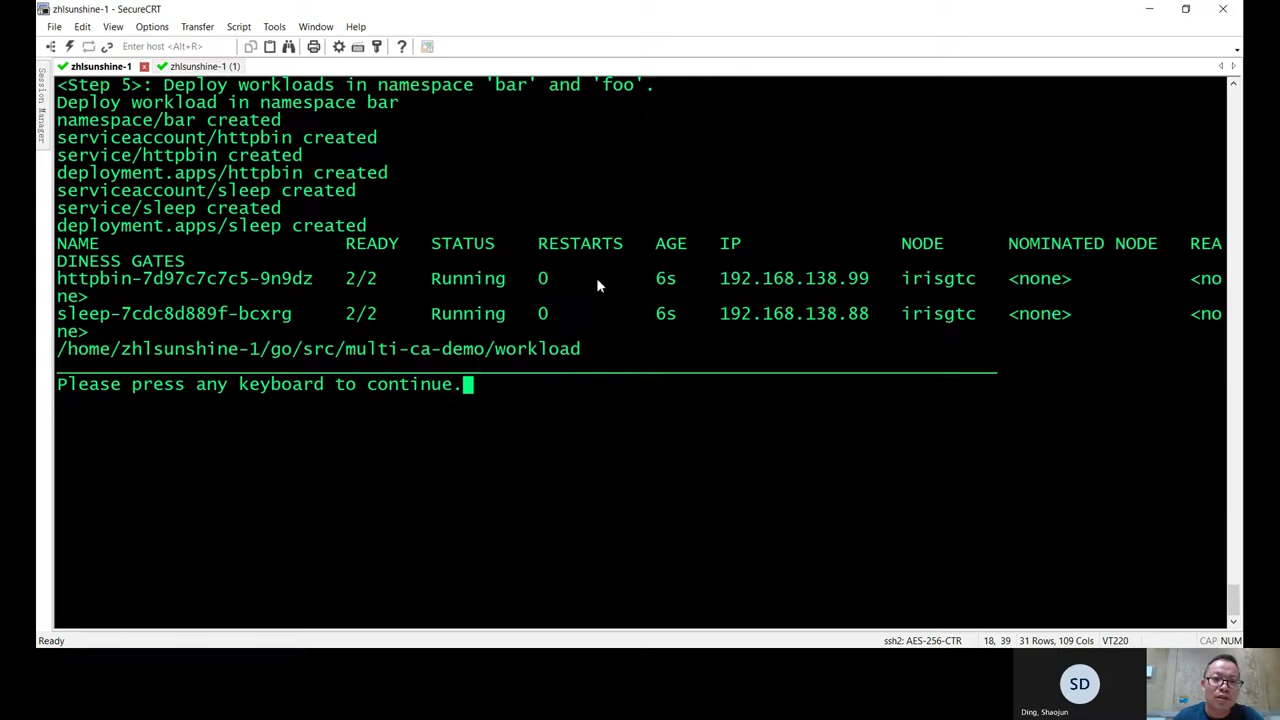 zhlsunshine-1 - SecureCRT
File Edit View Options Transfer Script Tools Window Help
Enter host <Alt+R>
zhlsunshine-1 zhlsunshine-1 (1)
Session Manager
<Step 5>: Deploy workloads in namespace 'bar' and 'foo'.
Deploy workload in namespace bar
namespace/bar created
serviceaccount/httpbin created
service/httpbin created
deployment.apps/httpbin created
serviceaccount/sleep created
service/sleep created
deployment.apps/sleep created
NAME READY STATUS RESTARTS AGE IP NODE NOMINATED NODE REA
DINESS GATES
httpbin-7d97c7c7c5-9n9dz 2/2 Running 0 6s 192.168.138.99 irisgtc <none> <no
ne>
sleep-7cdc8d889f-bcxrg 2/2 Running 0 6s 192.168.138.88 irisgtc <none> <no
ne>
/home/zhlsunshine-1/go/src/multi-ca-demo/workload
Please press any keyboard to continue.
Ready ssh2: AES-256-CTR 18, 39 31 Rows, 109 Cols VT220 CAP NUM
SD
Ding, Shaojun